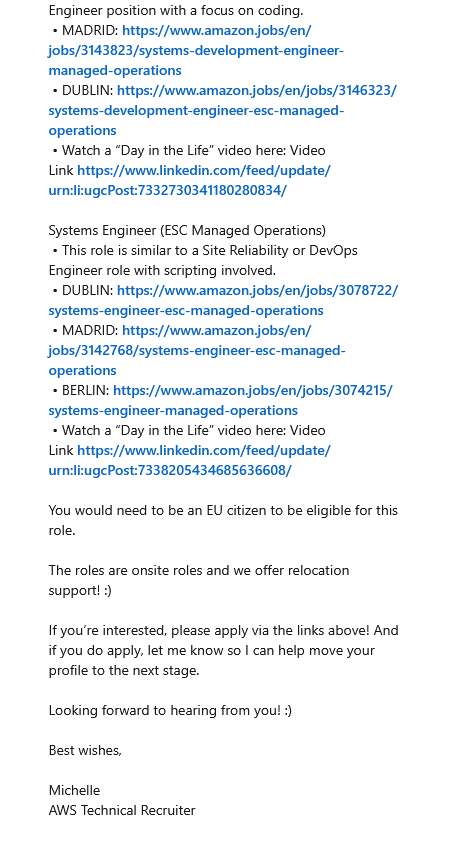 Engineer position with a focus on coding.
• MADRID: https://www.amazon.jobs/en/
jobs/3143823/systems-development-engineer-
managed-operations
• DUBLIN: https://www.amazon.jobs/en/jobs/3146323/
systems-development-engineer-esc-managed-
operations
• Watch a “Day in the Life” video here: Video
Link https://www.linkedin.com/feed/update/
urn:li:ugcPost:7332730341180280834/
Systems Engineer (ESC Managed Operations)
• This role is similar to a Site Reliability or DevOps
Engineer role with scripting involved.
• DUBLIN: https://www.amazon.jobs/en/jobs/3078722/
systems-engineer-esc-managed-operations
• MADRID: https://www.amazon.jobs/en/
jobs/3142768/systems-engineer-esc-managed-
operations
• BERLIN: https://www.amazon.jobs/en/jobs/3074215/
systems-engineer-managed-operations
• Watch a “Day in the Life” video here: Video
Link https://www.linkedin.com/feed/update/
urn:li:ugcPost:7338205434685636608/
You would need to be an EU citizen to be eligible for this
role.
The roles are onsite roles and we offer relocation
support! :)
If you’re interested, please apply via the links above! And
if you do apply, let me know so I can help move your
profile to the next stage.
Looking forward to hearing from you! :)
Best wishes,
Michelle
AWS Technical Recruiter